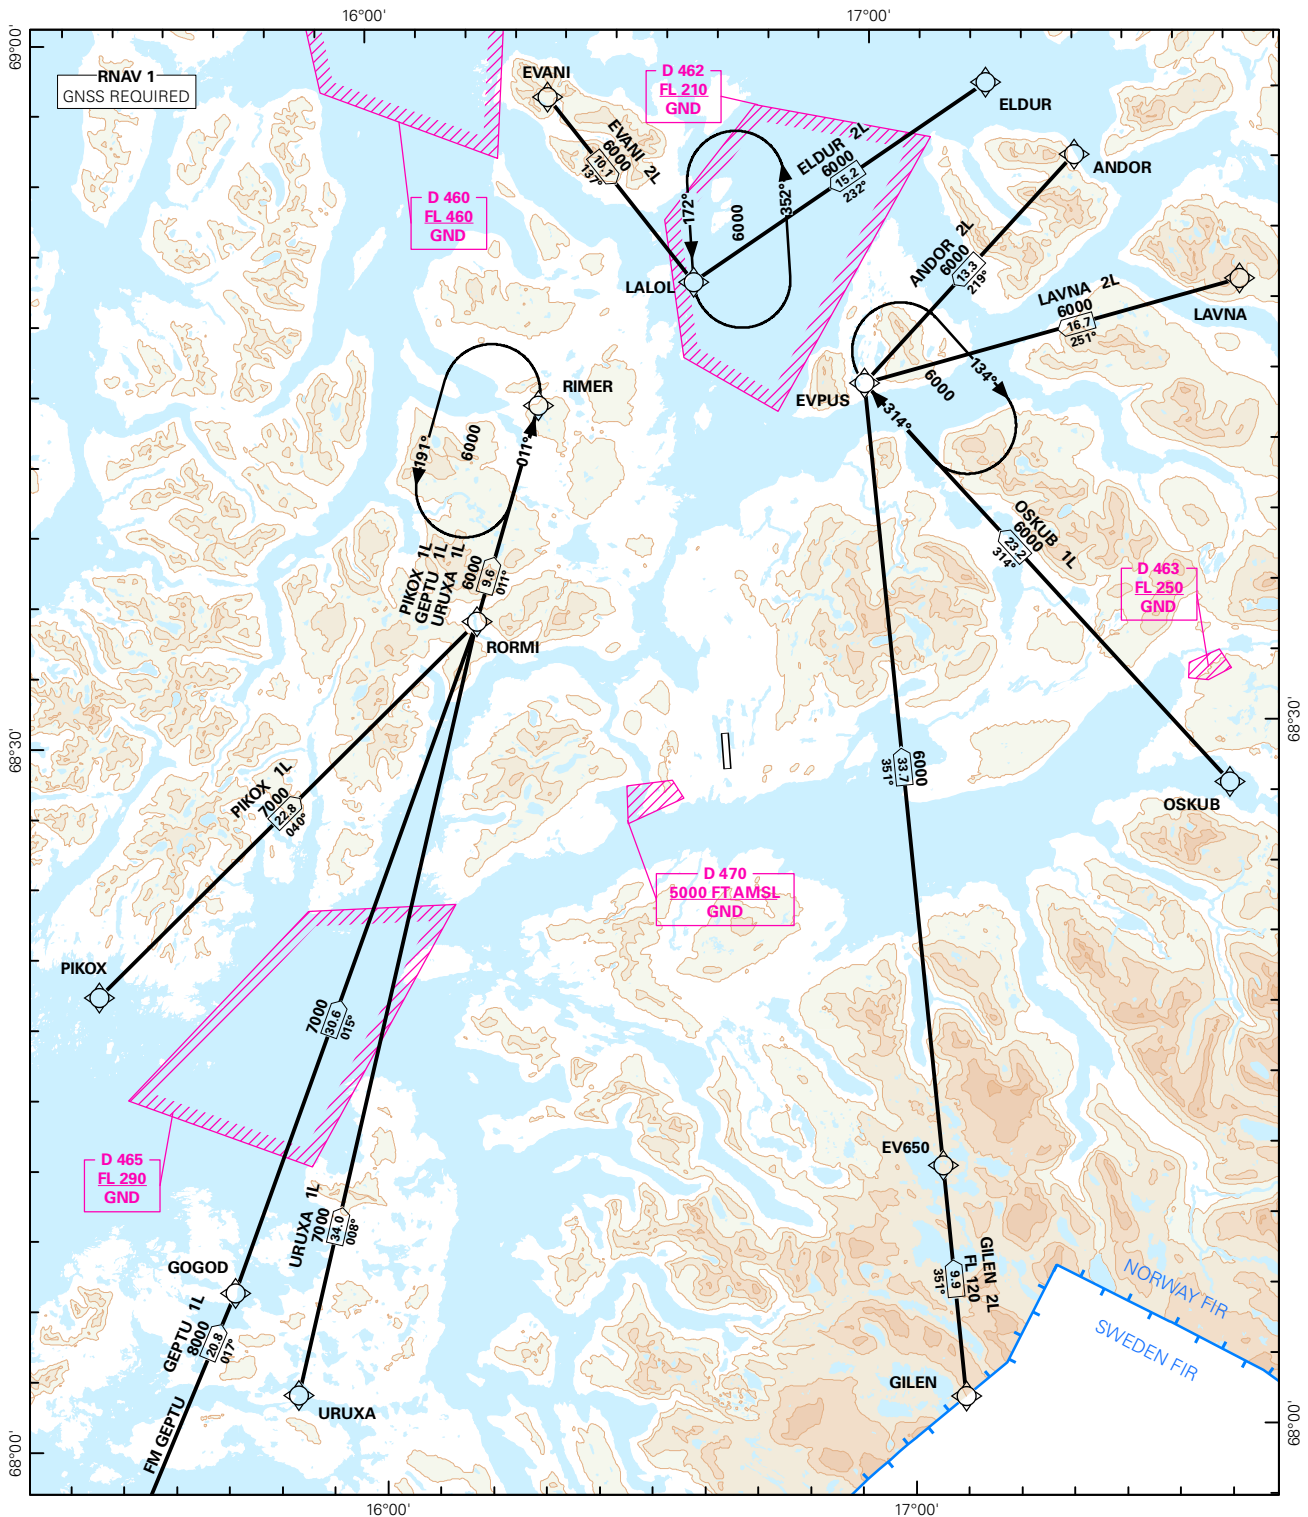 16°00'
17°00'
69°00'
RNAV 1
GNSS REQUIRED
EVANI
D 462
FL 210
GND
ELDUR
ANDOR
EVANI 2L
6000
10.1
137°
ELDUR 2L
6000
15.2
232°
D 460
FL 460
GND
172°
6000
352°
ANDOR 2L
6000
13.3
219°
LALOL
LAVNA 2L
6000
16.7
251°
LAVNA
RIMER
EVPUS
134°
6000
314°
191°
6000
011°
OSKUB 1L
6000
23.2
314°
PIKOX 1L
GEPTU 1L
URUXA 1L
6000
9.6
011°
D 463
FL 250
GND
RORMI
68°30'
68°30'
6000
33.7
351°
PIKOX 1L
7000
22.8
040°
OSKUB
D 470
5000 FT AMSL
GND
PIKOX
7000
30.6
015°
EV650
D 465
FL 290
GND
URUXA 1L
7000
34.0
008°
GOGOD
GILEN 2L
FL 120
9.9
351°
NORWAY FIR
SWEDEN FIR
GEPTU 1L
8000
20.8
017°
GILEN
URUXA
FM GEPTU
68°00'
68°00'
16°00'
17°00'